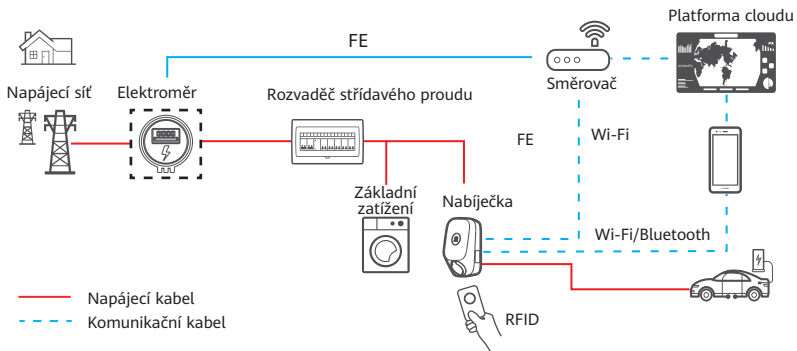 Platforma cloudu
FE
Směrovač
Napájecí síť
Elektroměr
Rozvaděč střídavého proudu
FE
Wi-Fi
Základní
zatížení
Nabíječka
Wi-Fi/Bluetooth
Napájecí kabel
Komunikační kabel
RFID